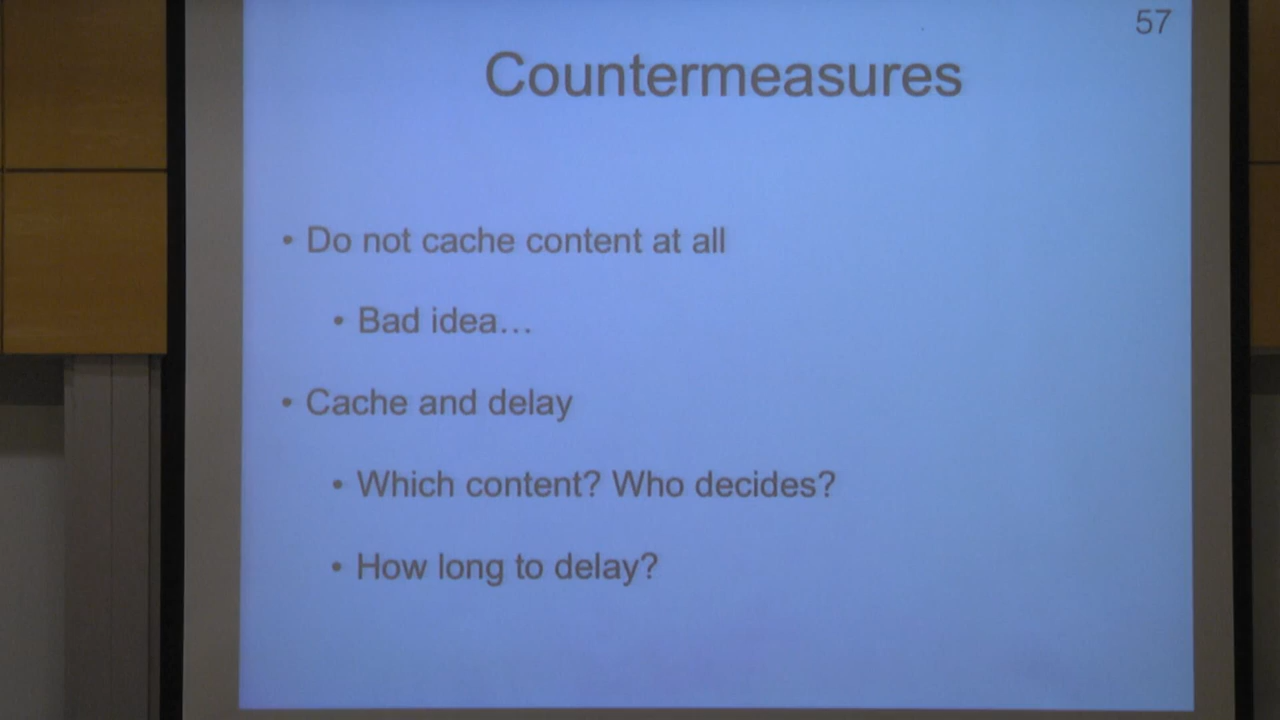 57
Countermeasures
• Do not cache content at all
• Bad idea…
• Cache and delay
• Which content? Who decides?
• How long to delay?